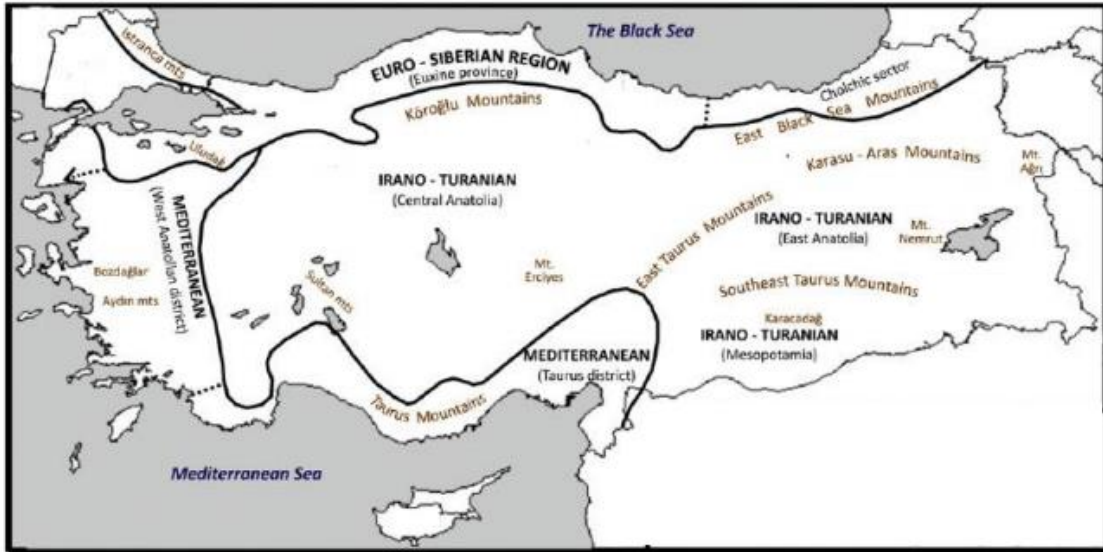 The Black Sea
Istranca mts
EURO - SIBERIAN REGION
(Euxine province)
Cholchic sector
Köroğlu Mountains
East Black Sea Mountains
Uludağ
Karasu - Aras Mountains
Mt.
Ağrı
IRANO - TURANIAN
(Central Anatolia)
MEDITERRANEAN
(West Anatolian district)
East Taurus Mountains
IRANO - TURANIAN
(East Anatolia)
Mt.
Nemrut
Bozdağlar
Aydın mts
Sultan mts
Mt.
Erciyes
Southeast Taurus Mountains
Karacadağ
IRANO - TURANIAN
(Mesopotamia)
MEDITERRANEAN
(Taurus district)
Taurus Mountains
Mediterranean Sea